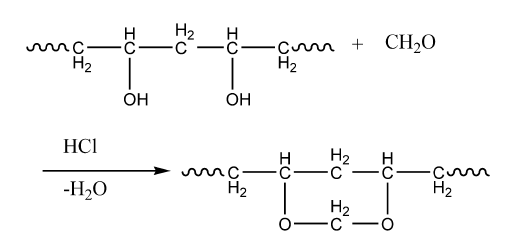 H H₂ H
C C C C C + CH₂O
H₂ H₂
OH OH
HCl
-H₂O
H H₂ H
C C C C C
H₂ H₂
H₂
O C O